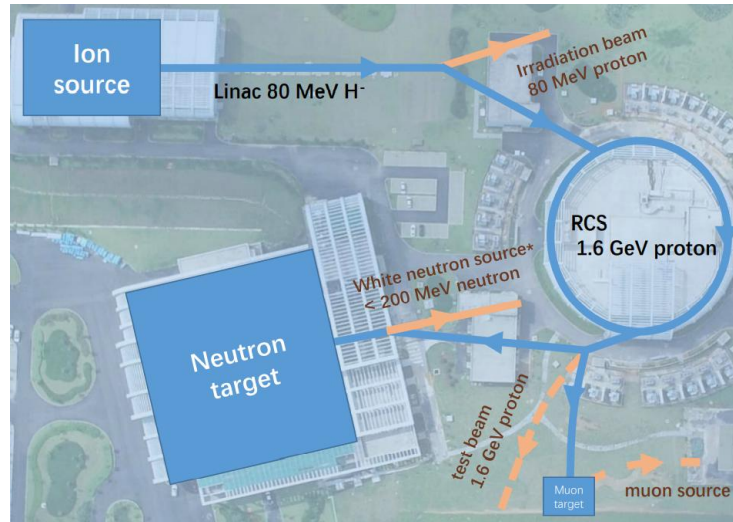 Ion
source
Linac 80 MeV H-
Irradiation beam
80 MeV proton
RCS
1.6 GeV proton
White neutron source*
< 200 MeV neutron
Neutron
target
test beam
1.6 GeV proton
Muon
target
muon source